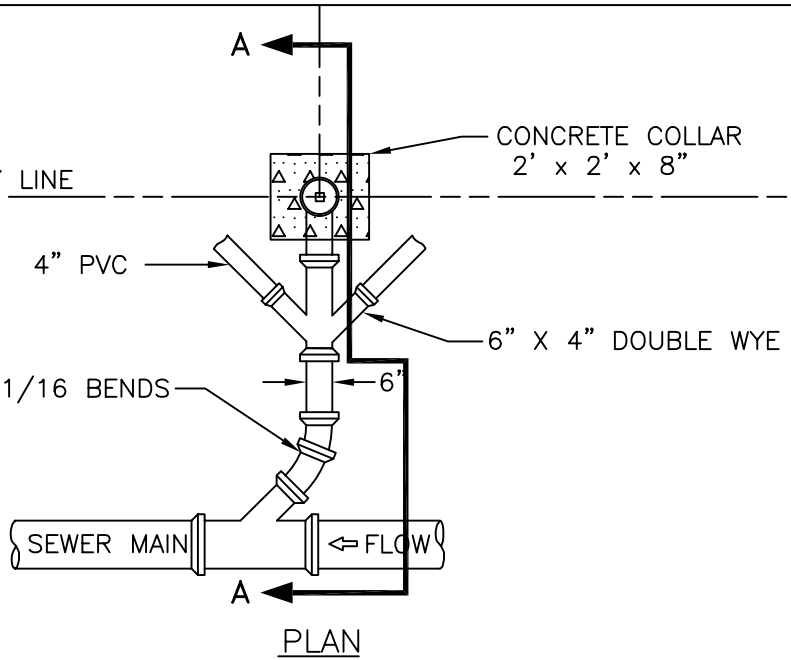 A
CONCRETE COLLAR
2' x 2' x 8"
LINE
4" PVC
6" X 4" DOUBLE WYE
1/16 BENDS
6"
SEWER MAIN
FLOW
A
PLAN